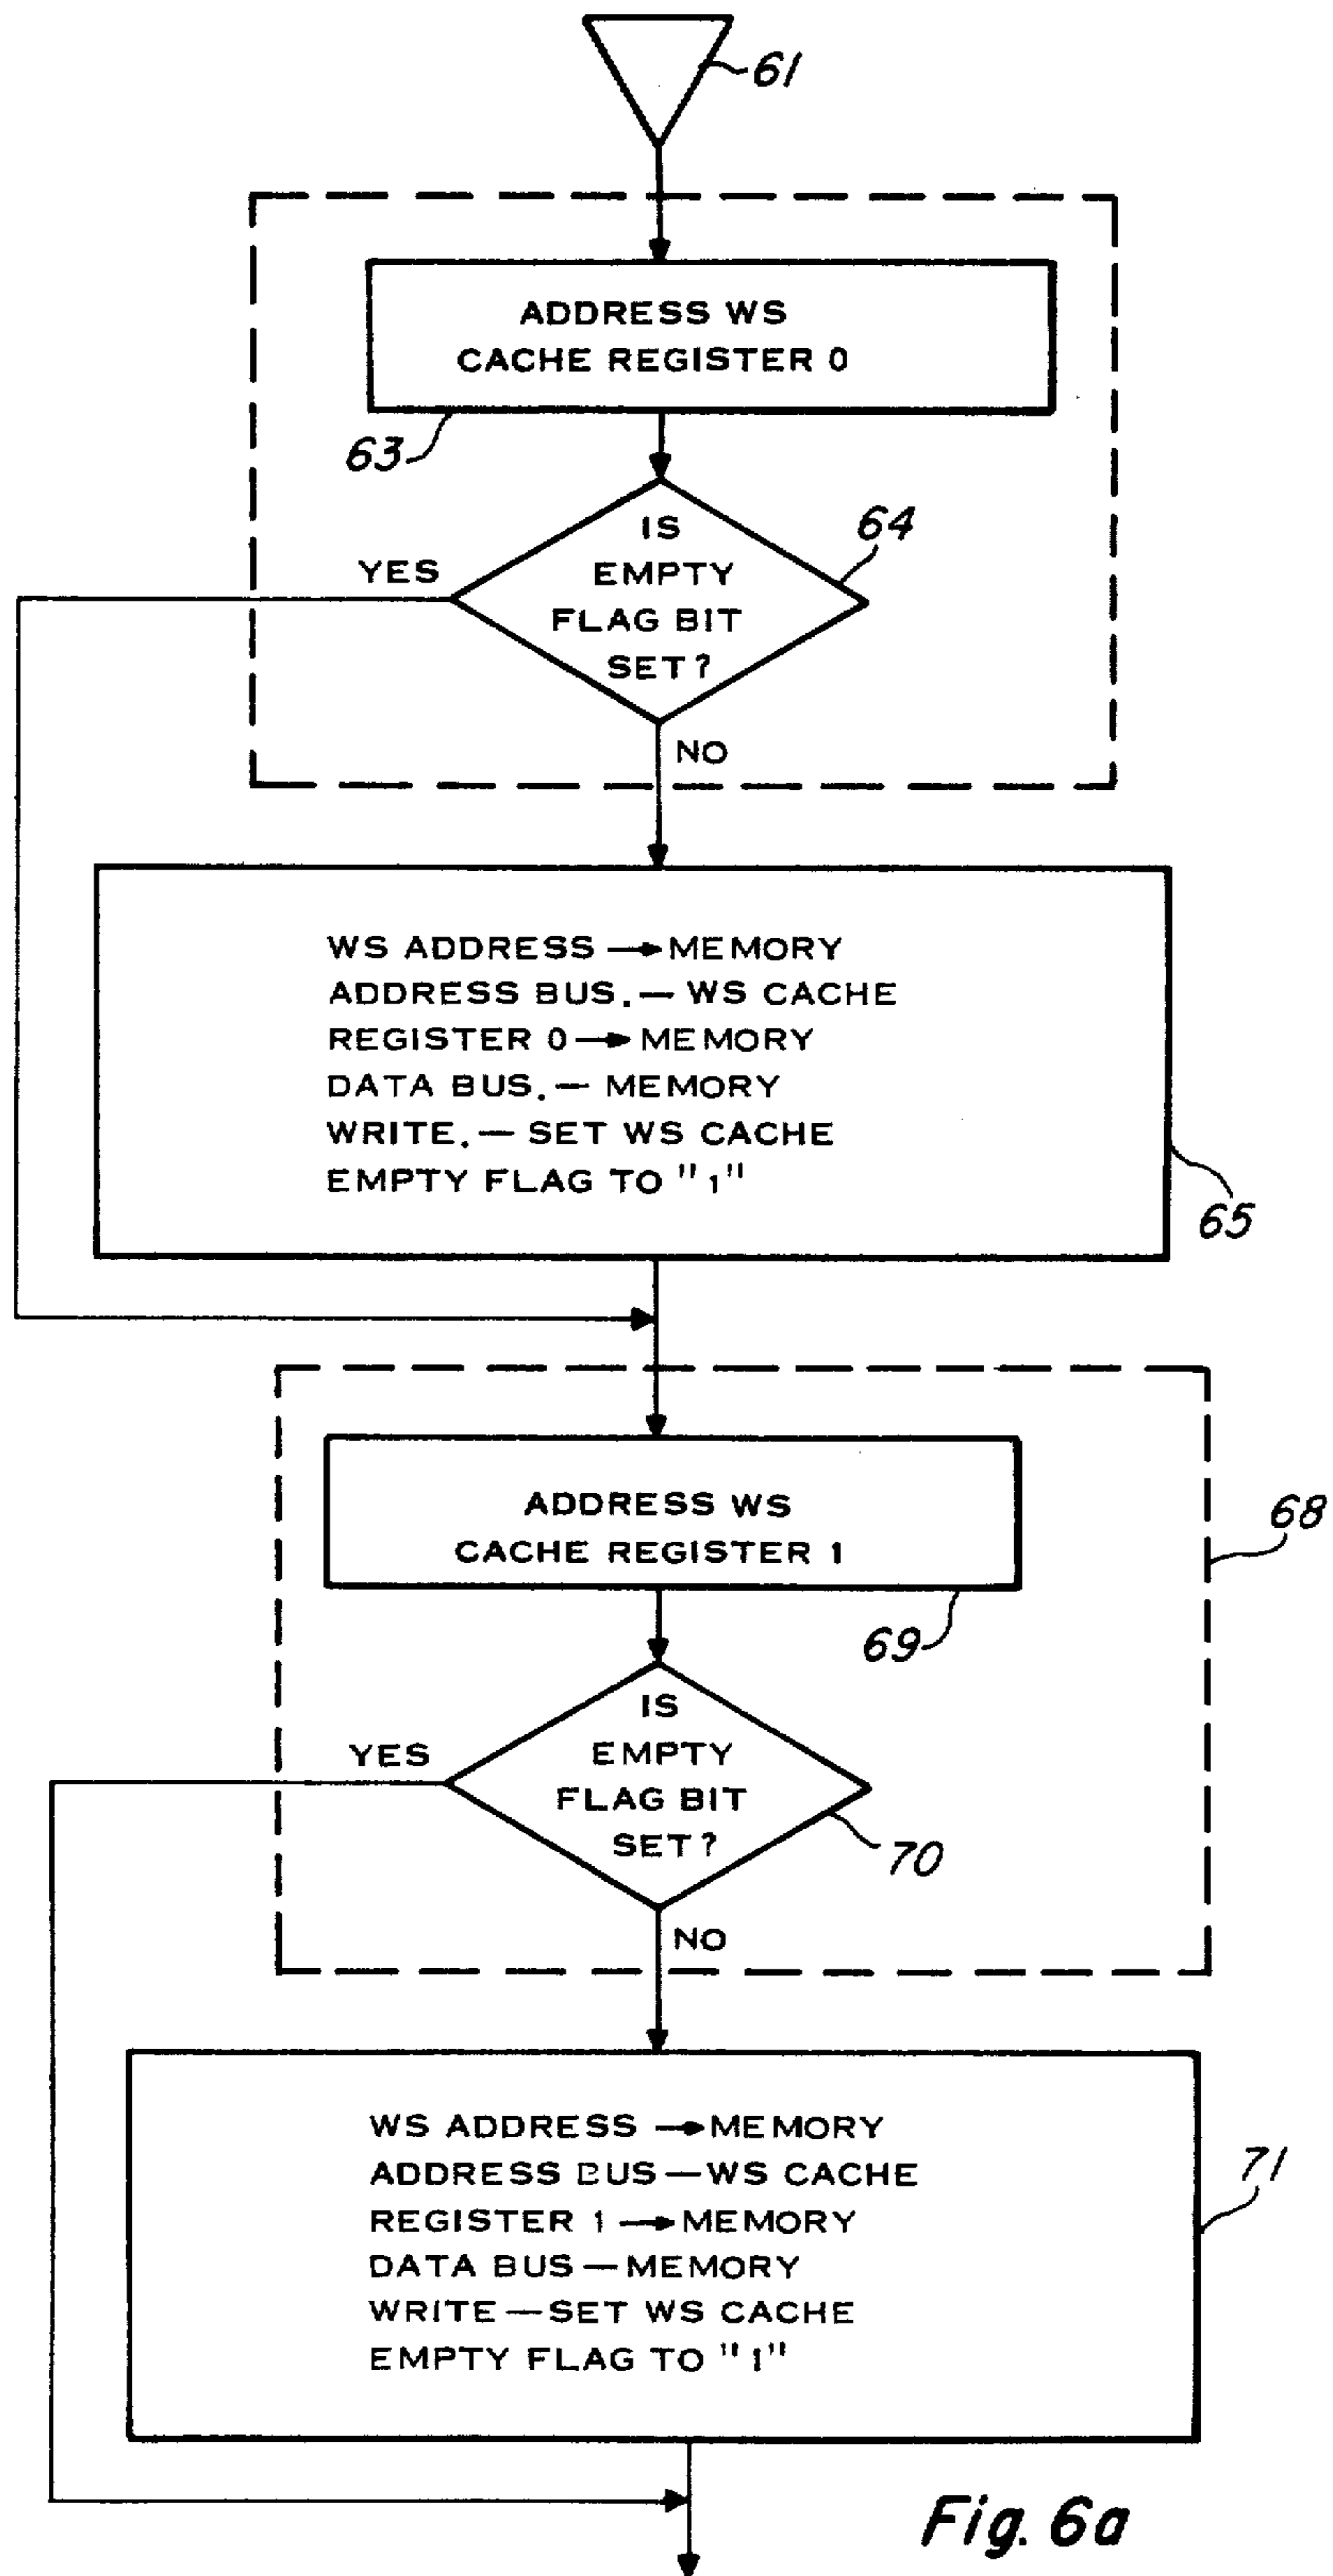 61
ADDRESS WS
CACHE REGISTER 0
63
IS
EMPTY
FLAG BIT
SET?
64
YES
NO
WS ADDRESS → MEMORY
ADDRESS BUS.— WS CACHE
REGISTER 0 → MEMORY
DATA BUS.— MEMORY
WRITE.— SET WS CACHE
EMPTY FLAG TO "1"
65
68
ADDRESS WS
CACHE REGISTER 1
69
IS
EMPTY
FLAG BIT
SET?
YES
70
NO
WS ADDRESS → MEMORY
ADDRESS BUS — WS CACHE
REGISTER 1 → MEMORY
DATA BUS — MEMORY
WRITE — SET WS CACHE
EMPTY FLAG TO "1"
71
Fig. 6a